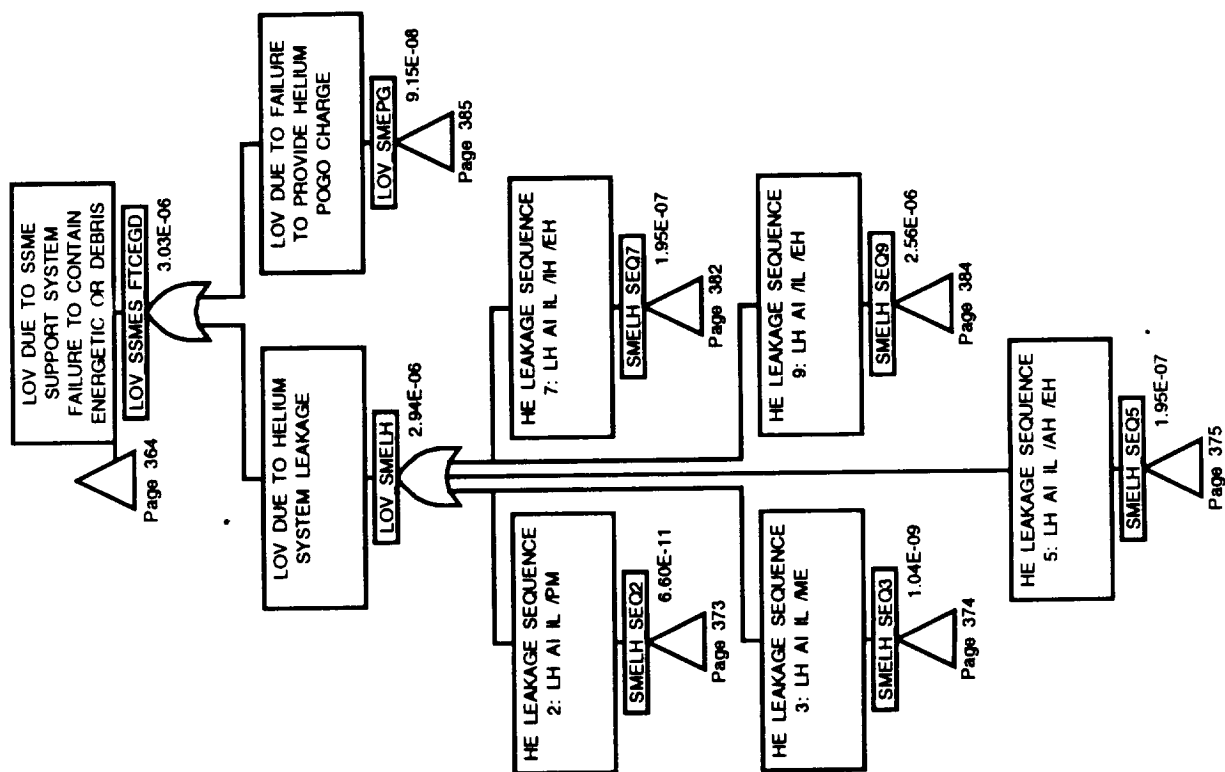 LOV DUE TO SSME
SUPPORT SYSTEM
FAILURE TO CONTAIN
ENERGETIC OR DEBRIS
LOV SSMES FTCEGD
3.03E-06
Page 364
LOV DUE TO HELIUM
SYSTEM LEAKAGE
LOV SMELH
2.94E-06
LOV DUE TO FAILURE
TO PROVIDE HELIUM
POGO CHARGE
LOV SMEPG
9.15E-08
Page 385
HE LEAKAGE SEQUENCE
2: LH AI IL /PM
SMELH SEQ2
6.60E-11
Page 373
HE LEAKAGE SEQUENCE
7: LH AI IL /IH /EH
SMELH SEQ7
1.95E-07
Page 382
HE LEAKAGE SEQUENCE
3: LH AI IL /ME
SMELH SEQ3
1.04E-09
Page 374
HE LEAKAGE SEQUENCE
9: LH AI /IL /EH
SMELH SEQ9
2.56E-06
Page 384
HE LEAKAGE SEQUENCE
5: LH AI IL /AH /EH
SMELH SEQ5
1.95E-07
Page 375